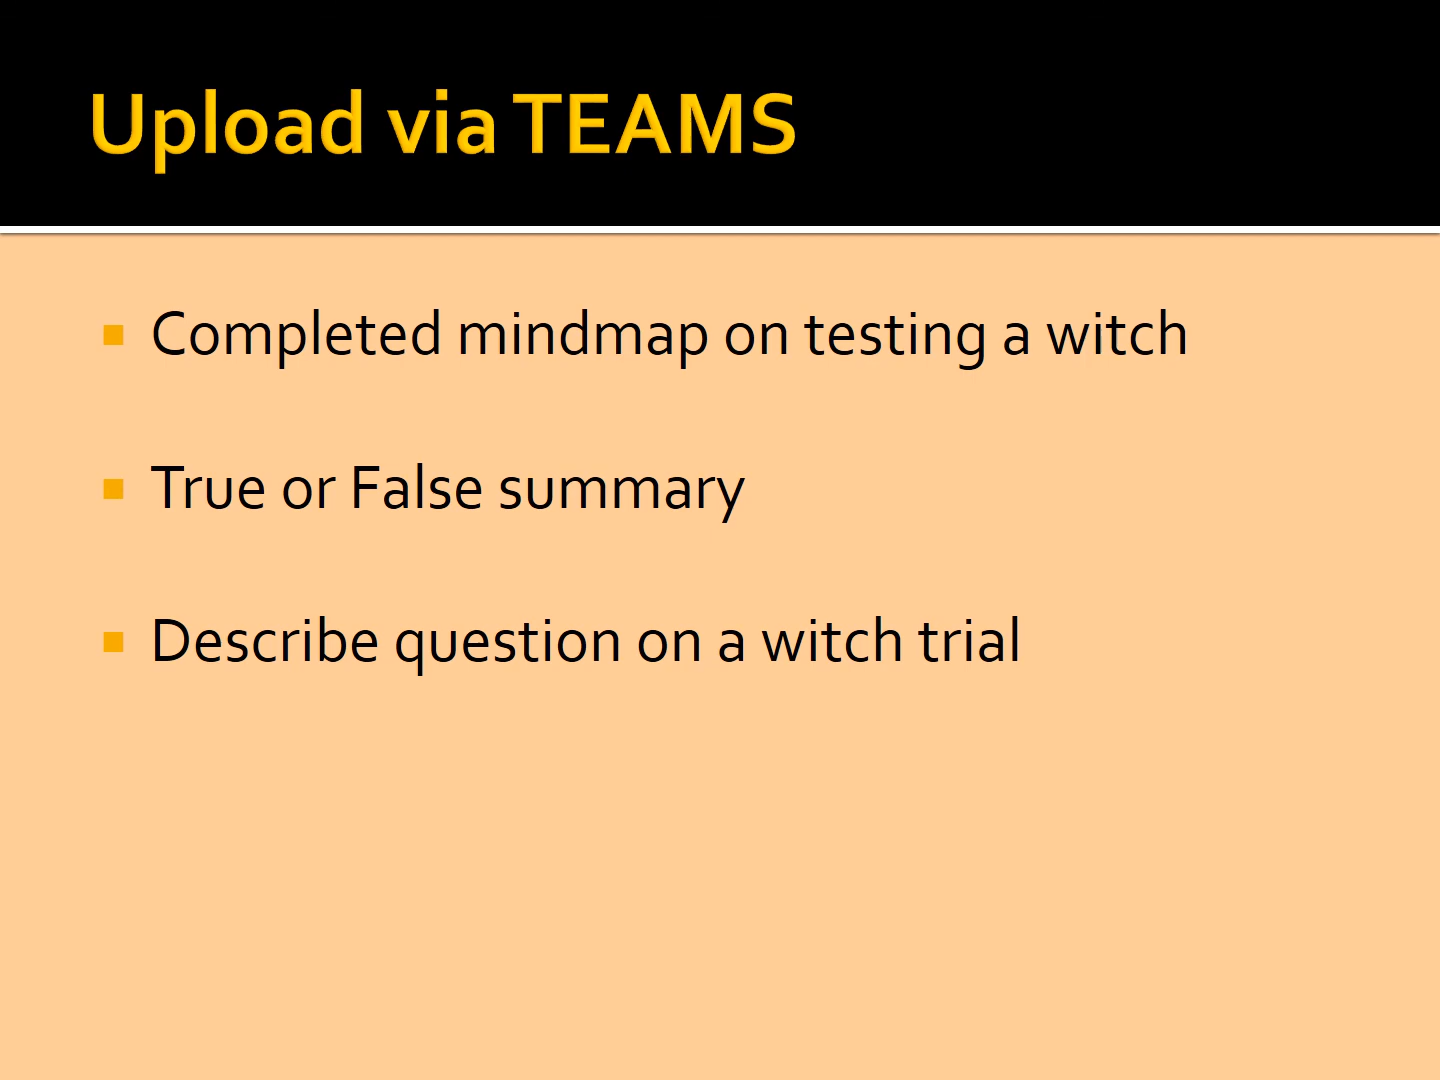 Upload via TEAMS
Completed mindmap on testing a witch
True or False summary
Describe question on a witch trial